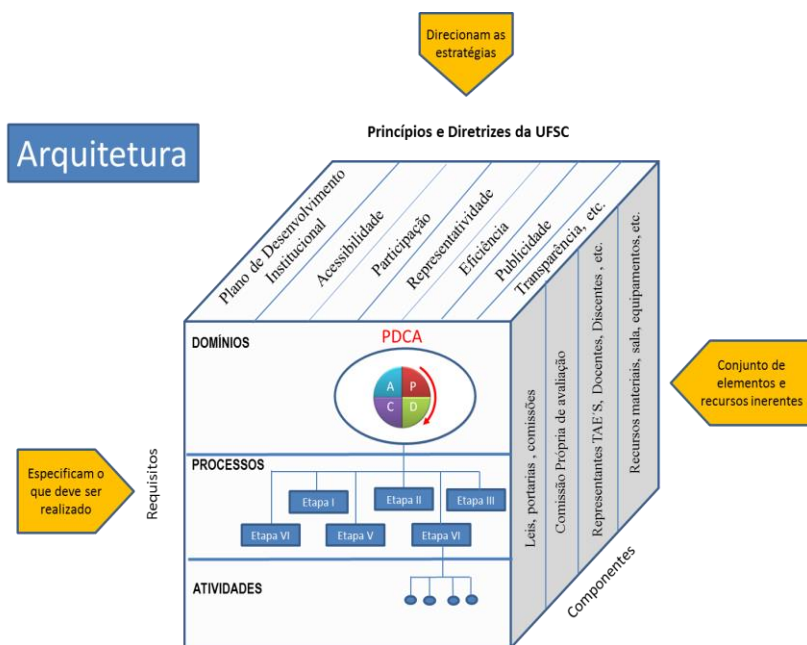 Direcionam as
estratégias
Princípios e Diretrizes da UFSC
Arquitetura
Plano de Desenvolvimento
Institucional
Acessibilidade
Participação
Representatividade
Eficiência
Publicidade
Transparência, etc.
DOMÍNIOS
PDCA
A P
C D
PROCESSOS
Etapa I
Etapa II
Etapa III
Etapa VI
Etapa V
Etapa VI
ATIVIDADES
Leis, portarias , comissões
Comissão Própria de avaliação
Representantes TAE´S, Docentes, Discentes , etc.
Recursos materiais, sala, equipamentos, etc.
Componentes
Conjunto de
elementos e
recursos inerentes
Especificam o
que deve ser
realizado
Requisitos